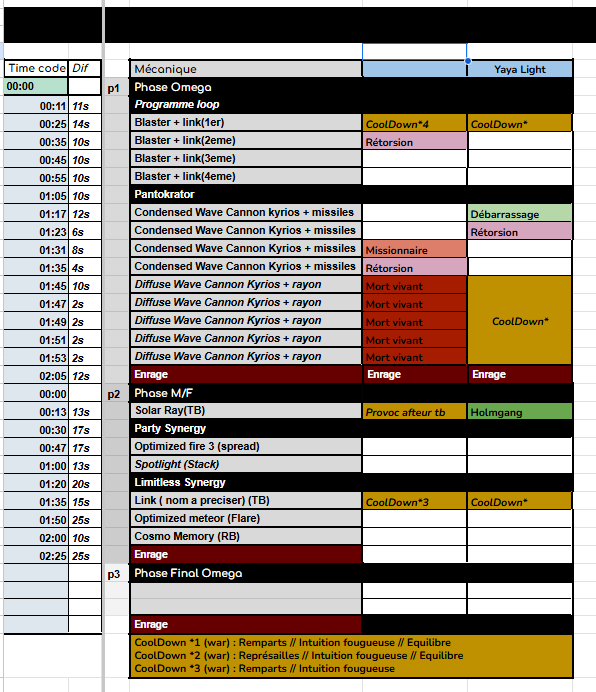 Time code Dif Mécanique Yaya Light
00:00 p1 Phase Omega
00:11 11s Programme loop
00:25 14s Blaster + link(1er) CoolDown*4 CoolDown*
00:35 10s Blaster + link(2eme) Rétorsion
00:45 10s Blaster + link(3eme)
00:55 10s Blaster + link(4eme)
01:05 10s Pantokrator
01:17 12s Condensed Wave Cannon kyrios + missiles Débarrassage
01:23 6s Condensed Wave Cannon Kyrios + missiles Rétorsion
01:31 8s Condensed Wave Cannon Kyrios + missiles Missionnaire
01:35 4s Condensed Wave Cannon Kyrios + missiles Rétorsion
01:45 10s Diffuse Wave Cannon Kyrios + rayon Mort vivant
01:47 2s Diffuse Wave Cannon Kyrios + rayon Mort vivant
01:49 2s Diffuse Wave Cannon Kyrios + rayon Mort vivant CoolDown*
01:51 2s Diffuse Wave Cannon Kyrios + rayon Mort vivant
01:53 2s Diffuse Wave Cannon Kyrios + rayon Mort vivant
02:05 12s Enrage Enrage Enrage
00:00 p2 Phase M/F
00:13 13s Solar Ray(TB) Provoc afteur tb Holmgang
00:30 17s Party Synergy
00:47 17s Optimized fire 3 (spread)
01:00 13s Spotlight (Stack)
01:20 20s Limitless Synergy
01:35 15s Link ( nom a preciser) (TB) CoolDown*3 CoolDown*
01:50 25s Optimized meteor (Flare)
02:00 10s Cosmo Memory (RB)
02:25 25s Enrage
p3 Phase Final Omega
Enrage
CoolDown *1 (war) : Remparts // Intuition fougueuse // Equilibre
CoolDown *2 (war) : Représailles // Intuition fougueuse // Equilibre
CoolDown *3 (war) : Remparts // Intuition fougueuse